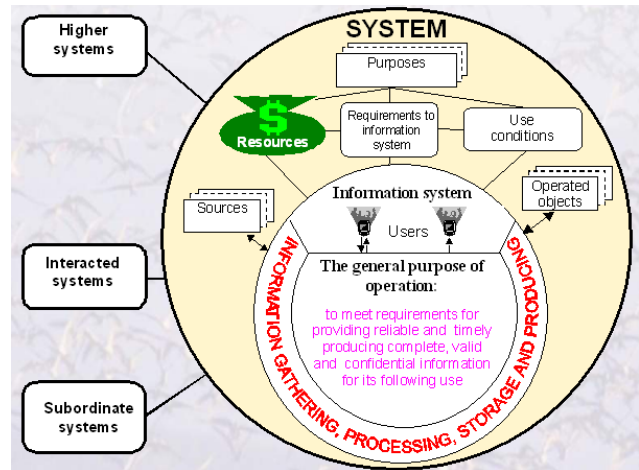 Higher
systems
SYSTEM
Purposes
$
Resources
Requirements to
information
system
Use
conditions
Sources
Information system
Operated
objects
Users
Interacted
systems
The general purpose of
operation:
to meet requirements for
providing reliable and timely
producing complete, valid
and confidential information
for its following use
INFORMATION GATHERING, PROCESSING, STORAGE AND PRODUCING
Subordinate
systems